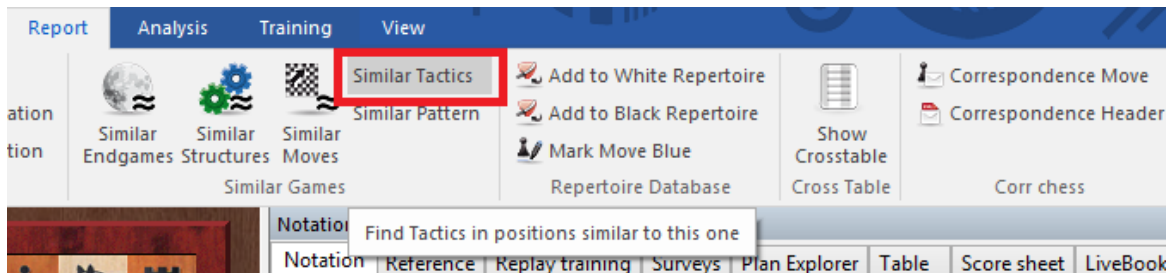 Report Analysis Training View
ation
tion
Similar Endgames
Similar Structures
Similar Moves
Similar Tactics
Similar Pattern
Similar Games
Add to White Repertoire
Add to Black Repertoire
Mark Move Blue
Repertoire Database
Show Crosstable
Cross Table
Correspondence Move
Correspondence Header
Corr chess
Notation
Find Tactics in positions similar to this one
Notation Reference Replay training Surveys Plan Explorer Table Score sheet LiveBook